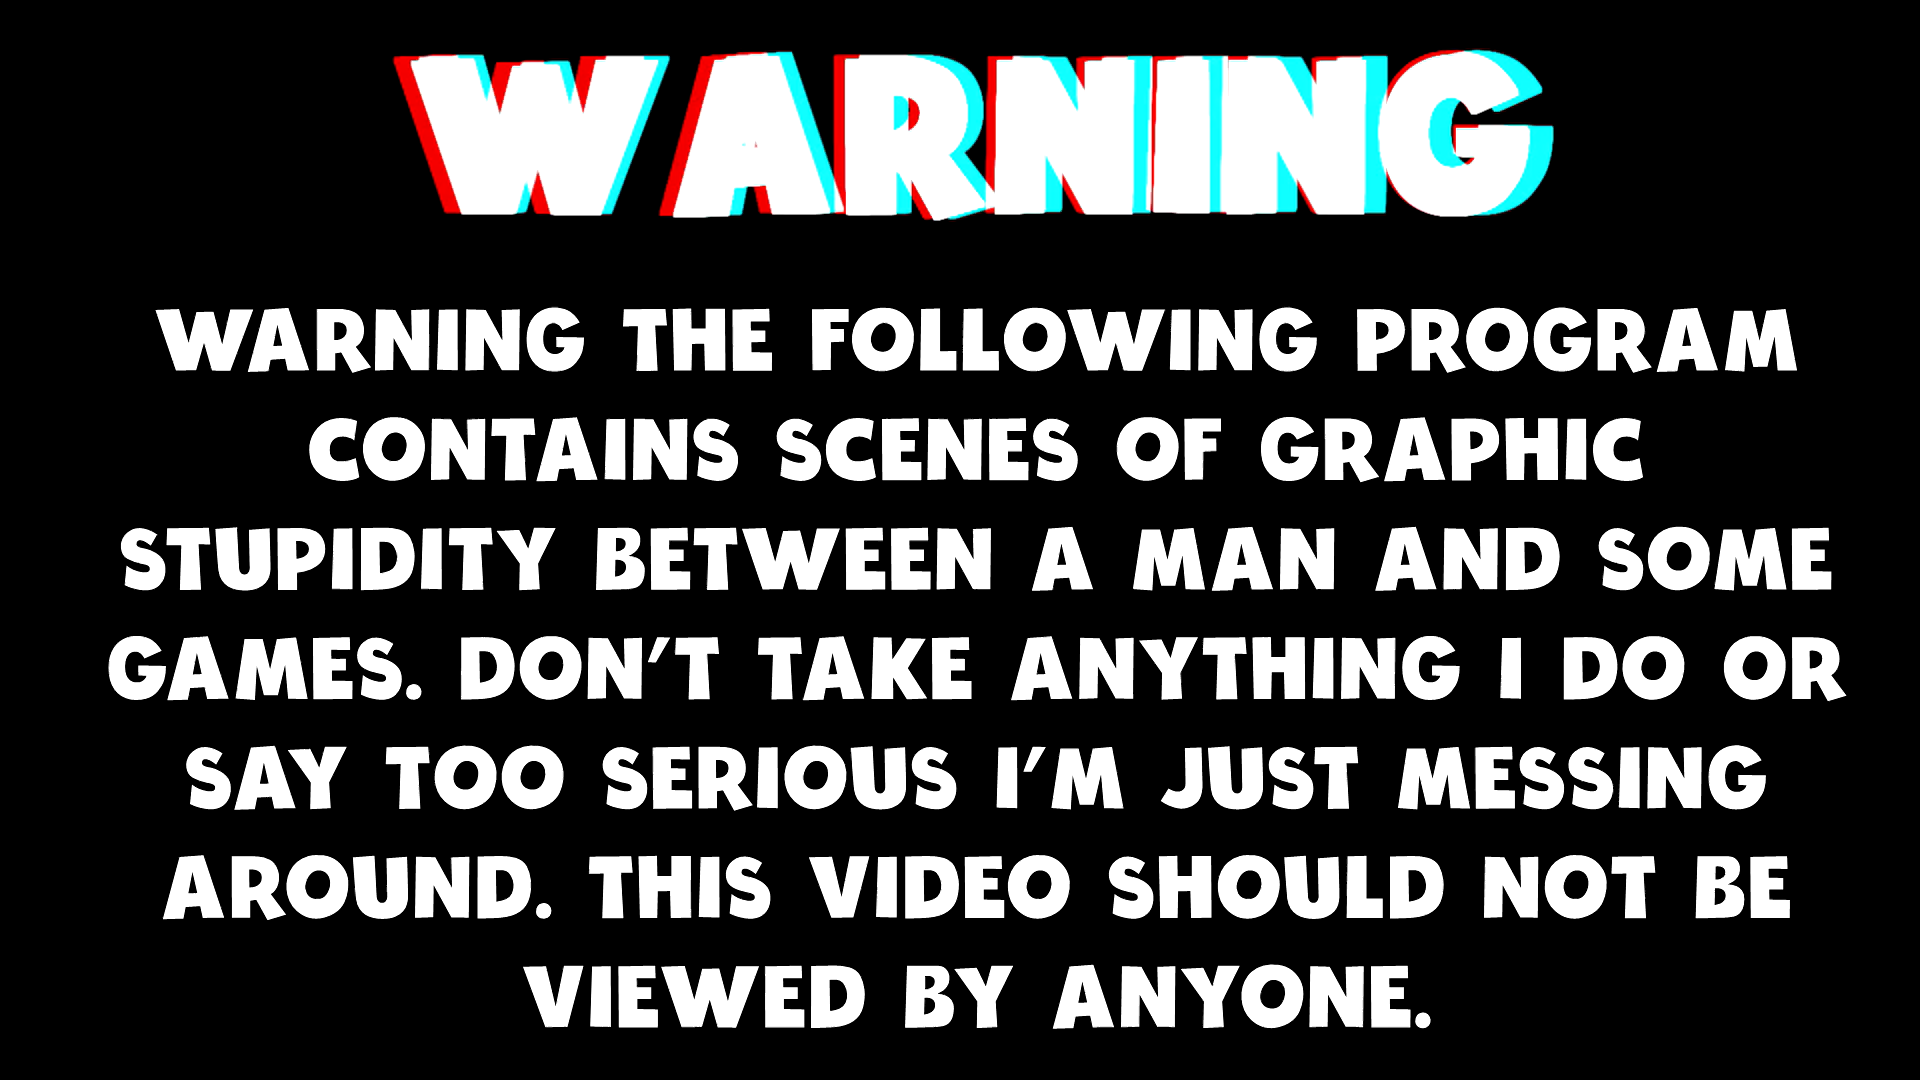 WARNING
WARNING THE FOLLOWING PROGRAM
CONTAINS SCENES OF GRAPHIC
STUPIDITY BETWEEN A MAN AND SOME
GAMES. DON'T TAKE ANYTHING I DO OR
SAY TOO SERIOUS I'M JUST MESSING
AROUND. THIS VIDEO SHOULD NOT BE
VIEWED BY ANYONE.